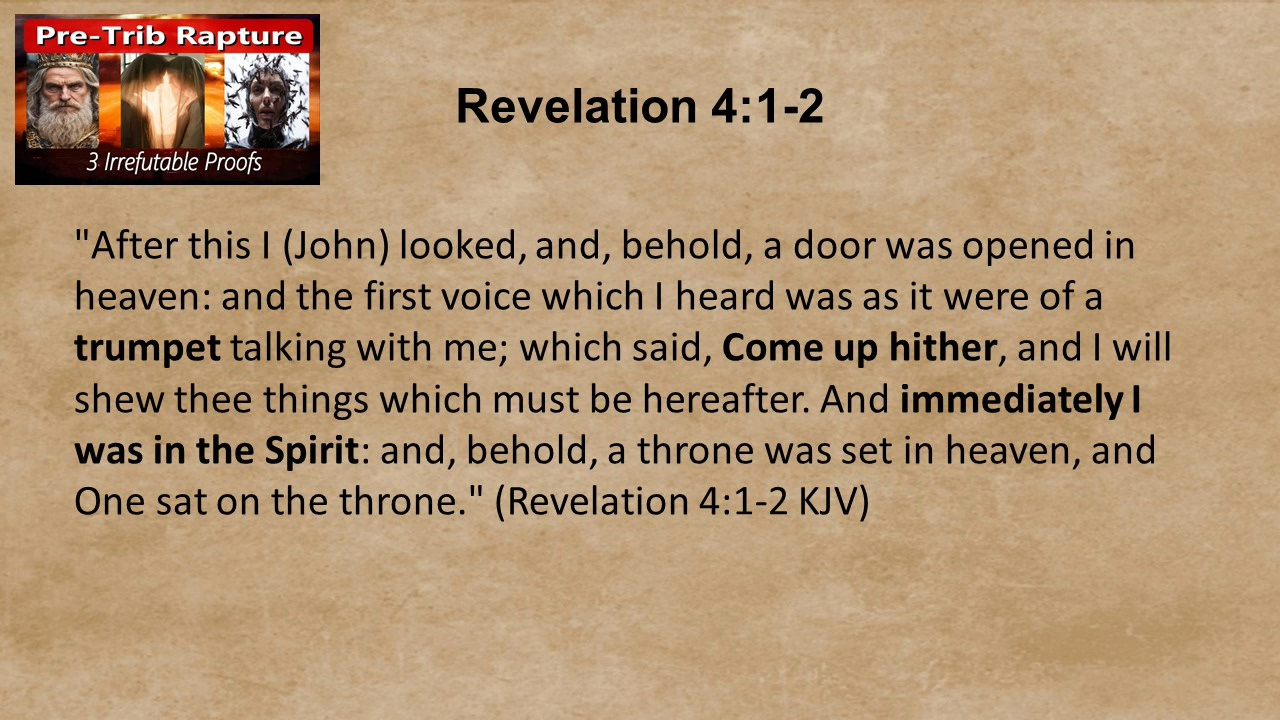 Pre-Trib Rapture
3 Irrefutable Proofs
Revelation 4:1-2
"After this I (John) looked, and, behold, a door was opened in
heaven: and the first voice which I heard was as it were of a
trumpet talking with me; which said, Come up hither, and I will
shew thee things which must be hereafter. And immediately I
was in the Spirit: and, behold, a throne was set in heaven, and
One sat on the throne." (Revelation 4:1-2 KJV)